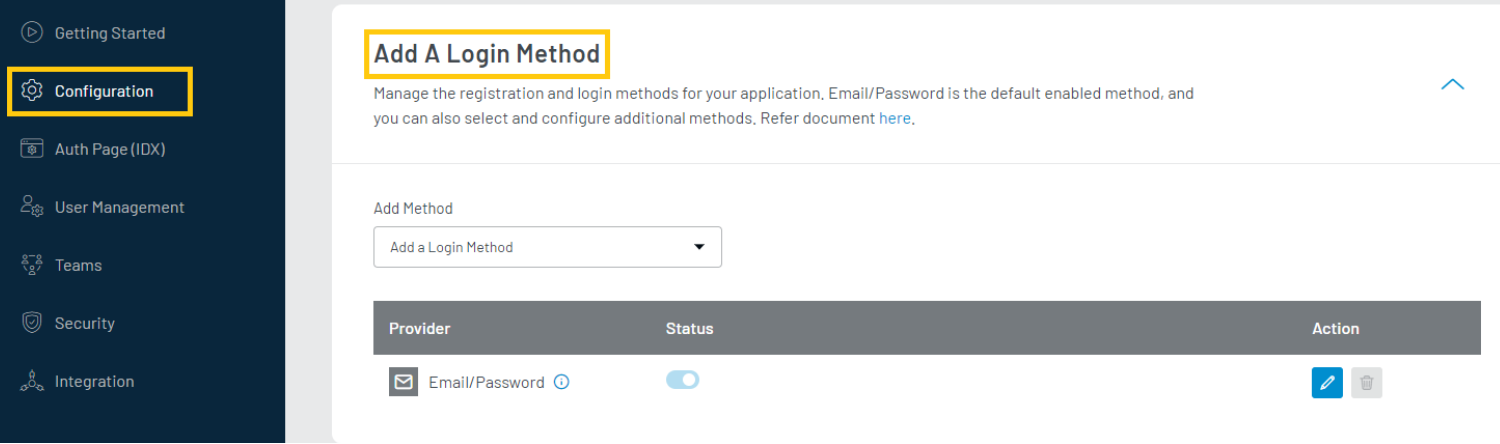 Getting Started
Configuration
Auth Page (IDX)
User Management
Teams
Security
Integration
Add A Login Method
Manage the registration and login methods for your application. Email/Password is the default enabled method, and
you can also select and configure additional methods. Refer document here.
Add Method
Add a Login Method
Provider Status Action
Email/Password